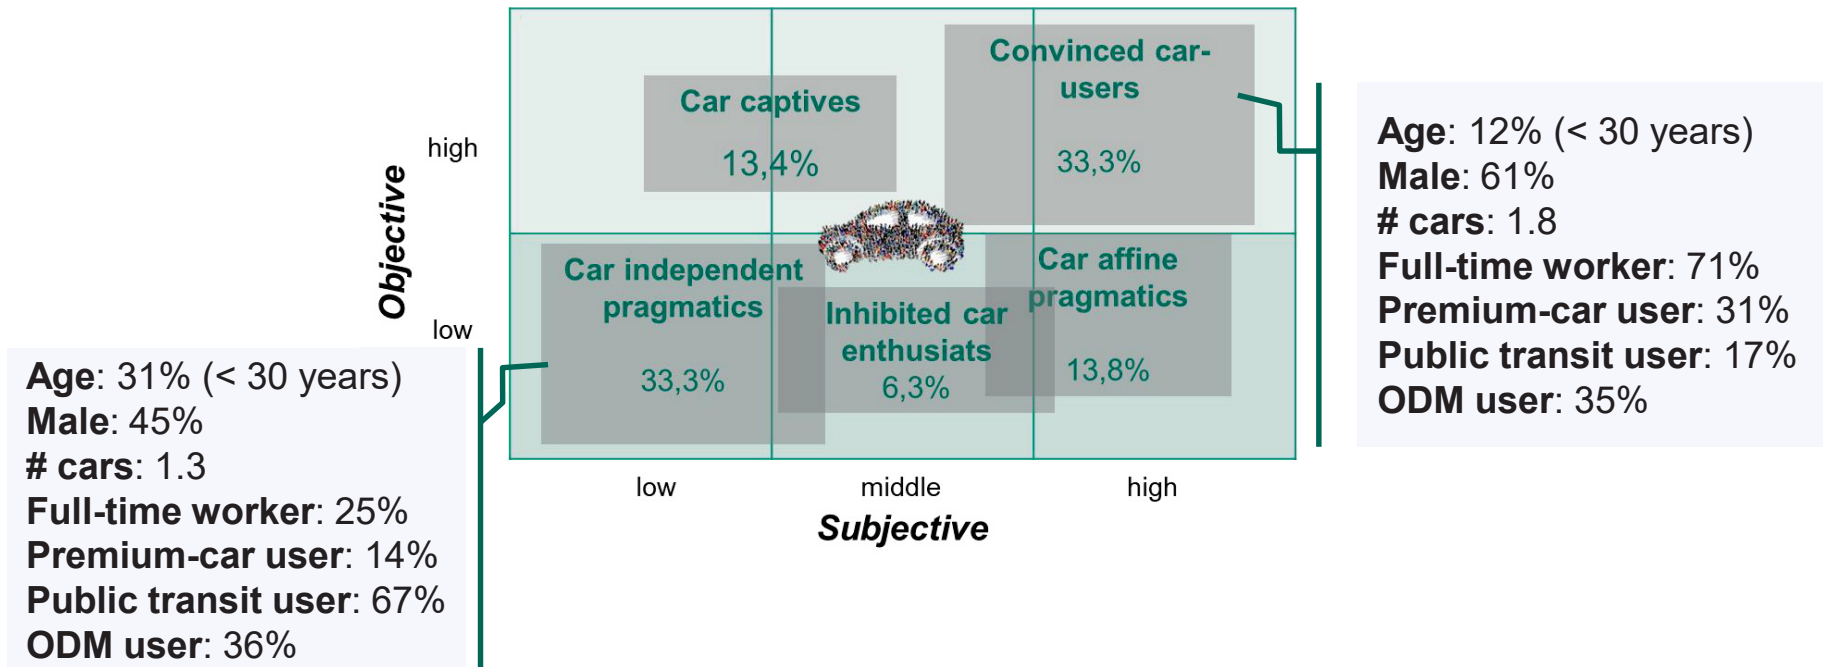 Convinced car-
users
33,3%
Car captives
13,4%
high
Objective
low
Car independent
pragmatics
33,3%
Inhibited car
enthusiats
6,3%
Car affine
pragmatics
13,8%
low
middle
high
Subjective
Age: 31% (< 30 years)
Male: 45%
# cars: 1.3
Full-time worker: 25%
Premium-car user: 14%
Public transit user: 67%
ODM user: 36%
Age: 12% (< 30 years)
Male: 61%
# cars: 1.8
Full-time worker: 71%
Premium-car user: 31%
Public transit user: 17%
ODM user: 35%